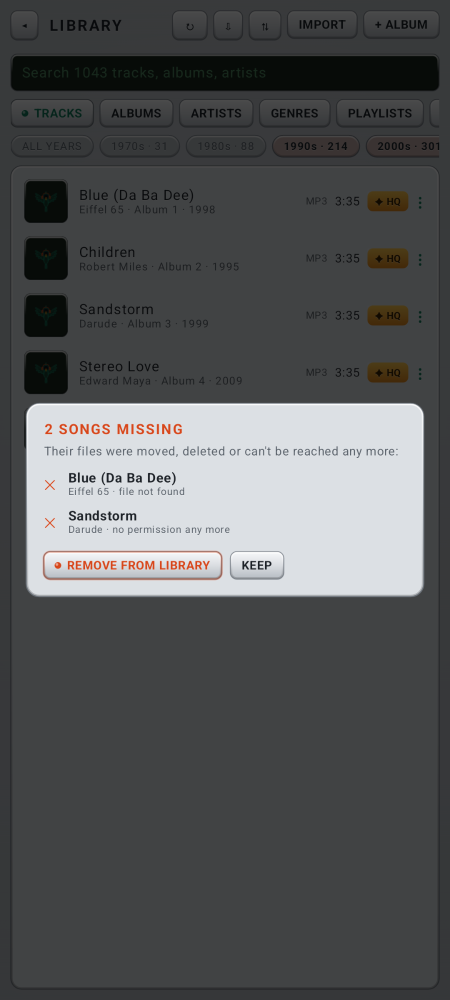 LIBRARY
IMPORT
+ ALBUM
Search 1043 tracks, albums, artists
TRACKS
ALBUMS
ARTISTS
GENRES
PLAYLISTS
ALL YEARS
1970s · 31
1980s · 88
1990s · 214
2000s · 301
Blue (Da Ba Dee)
Eiffel 65 · Album 1 · 1998
MP3 3:35 HQ
Children
Robert Miles · Album 2 · 1995
MP3 3:35 HQ
Sandstorm
Darude · Album 3 · 1999
MP3 3:35 HQ
Stereo Love
Edward Maya · Album 4 · 2009
MP3 3:35 HQ
2 SONGS MISSING
Their files were moved, deleted or can't be reached any more:
Blue (Da Ba Dee)
Eiffel 65 · file not found
Sandstorm
Darude · no permission any more
REMOVE FROM LIBRARY
KEEP